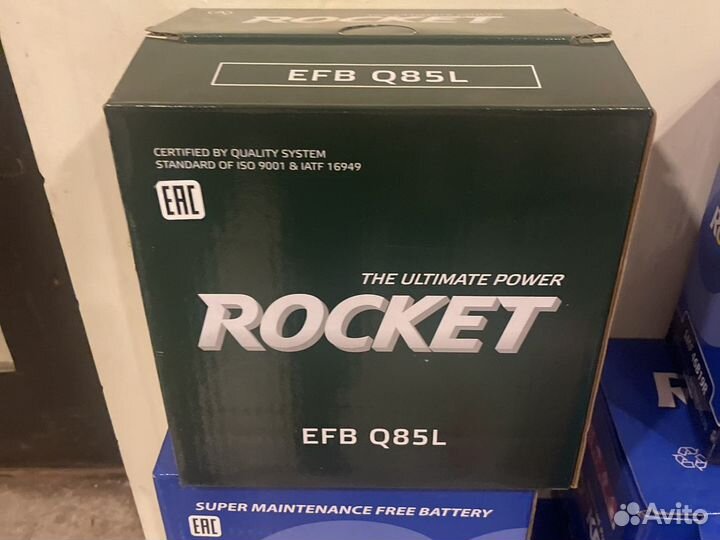 ROCKET
EFB Q85L
CERTIFIED BY QUALITY SYSTEM
STANDARD OF ISO 9001 & IATF 16949
EAC
THE ULTIMATE POWER
ROCKET
EFB Q85L
SUPER MAINTENANCE FREE BATTERY
EAC
Avito